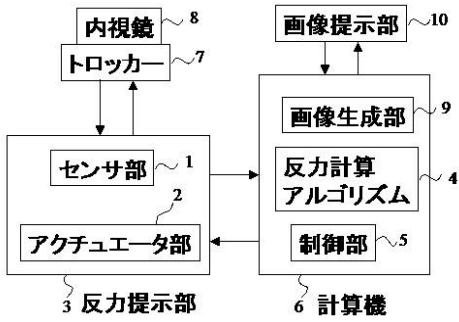 内視鏡 8
トロッカー 7
画像提示部 10
画像生成部 9
センサ部 1
反力計算
アルゴリズム 4
2
アクチュエータ部
制御部 5
3 反力提示部
6 計算機